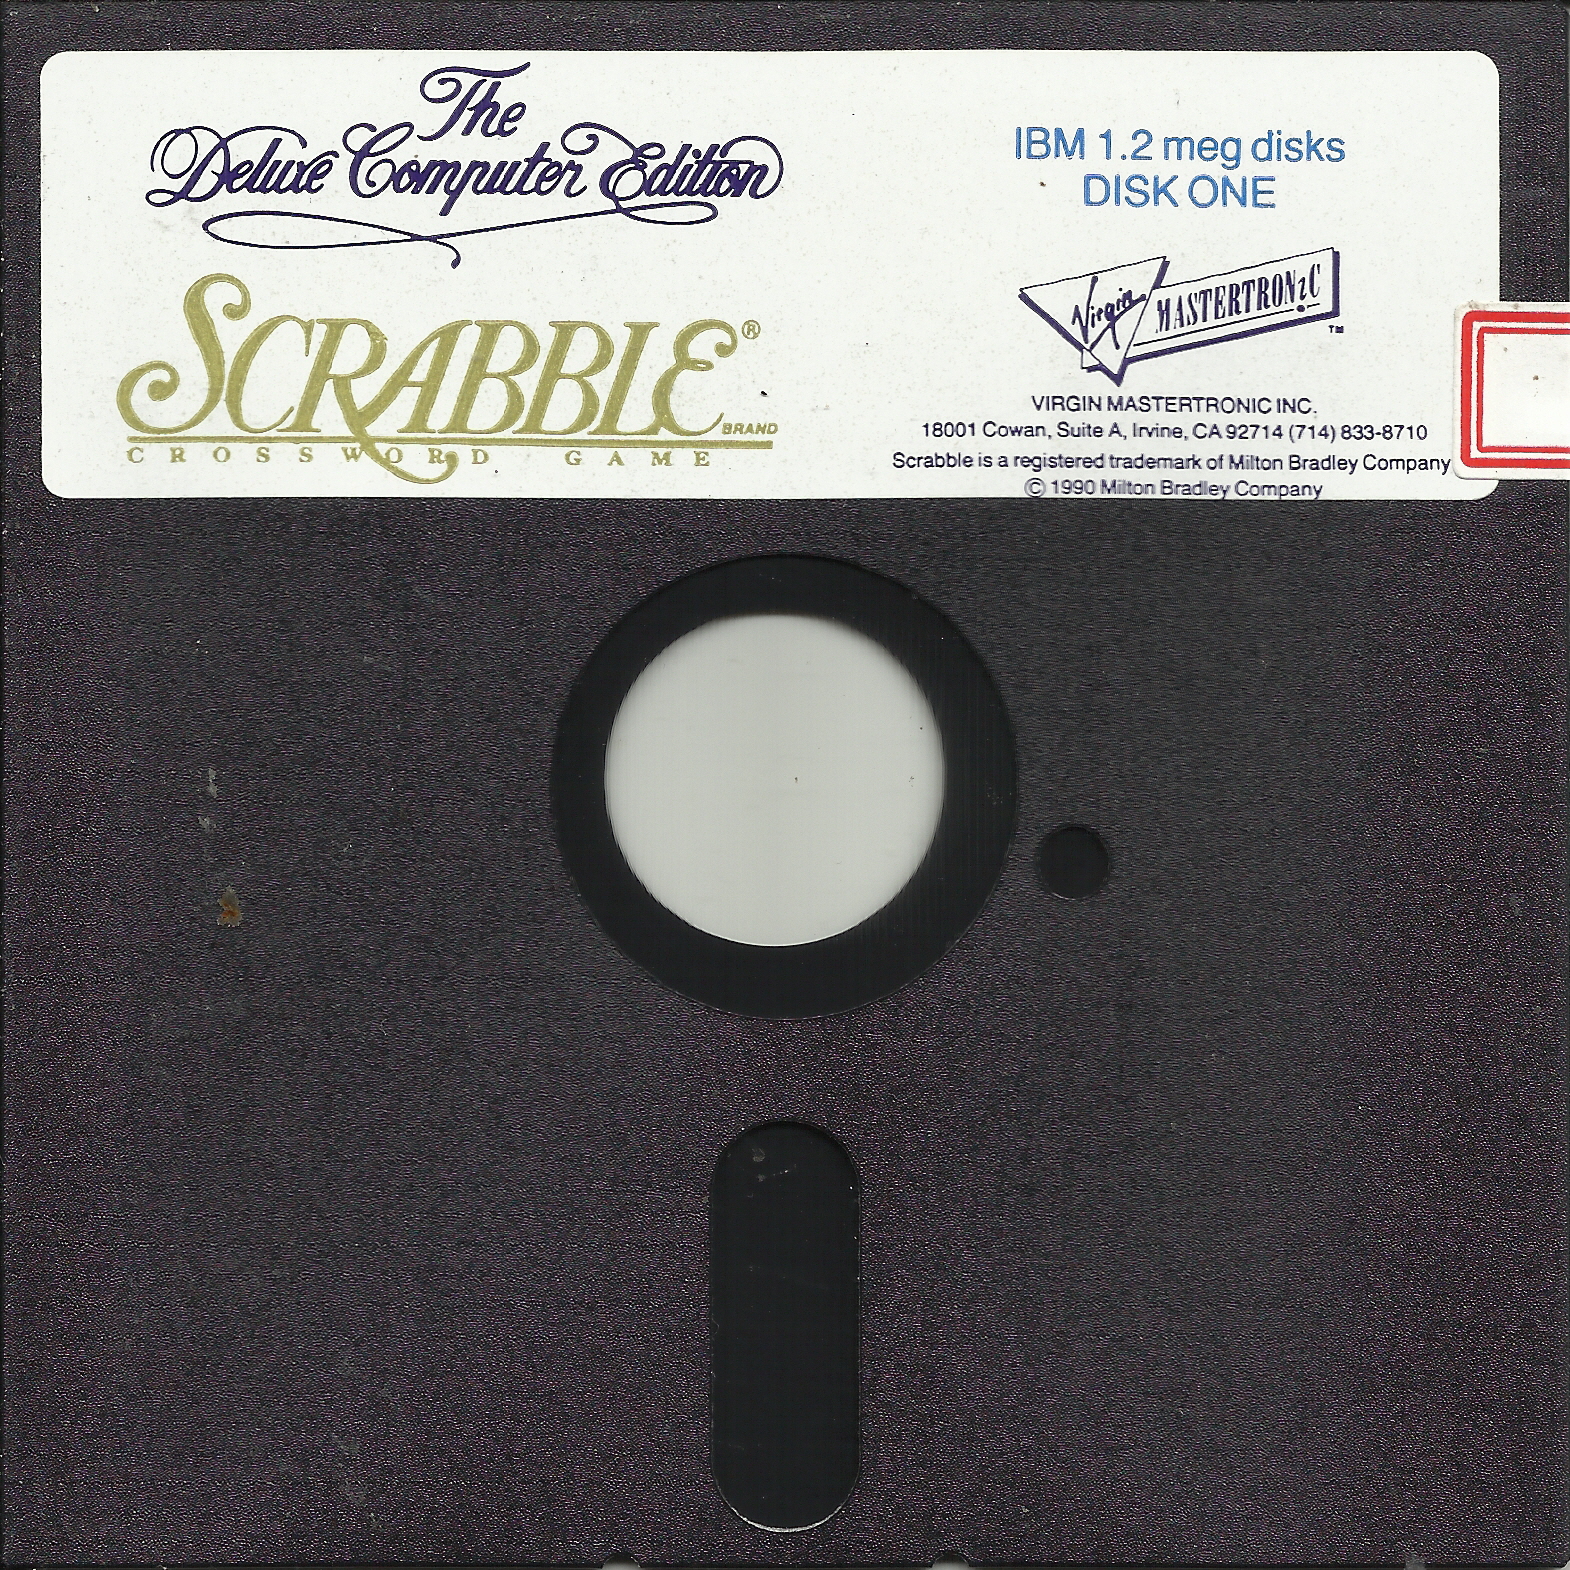 The
Deluxe Computer Edition
SCRABBLE®
BRAND
CROSSWORD GAME
IBM 1.2 meg disks
DISK ONE
Virgin MASTERTRONIC
TM
VIRGIN MASTERTRONIC INC.
18001 Cowan, Suite A, Irvine, CA 92714 (714) 833-8710
Scrabble is a registered trademark of Milton Bradley Company
© 1990 Milton Bradley Company